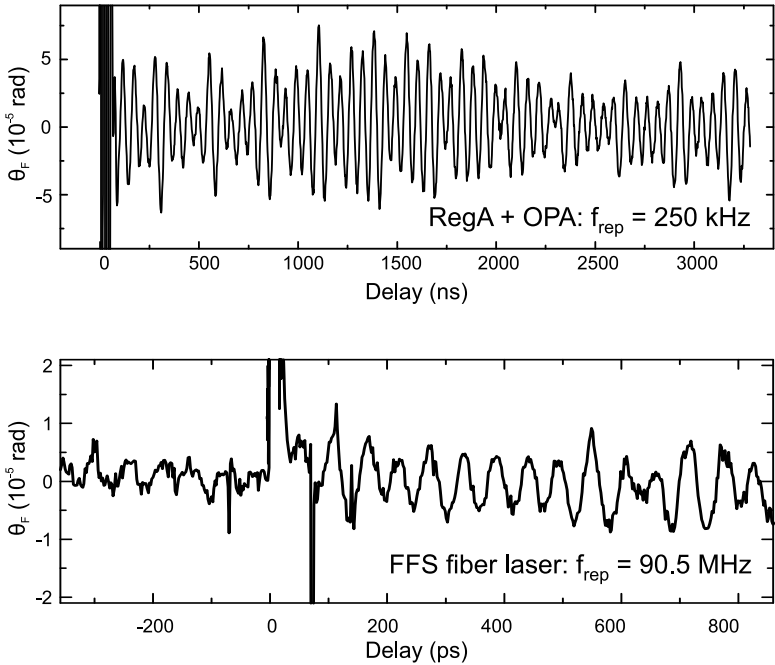 5
0
-5
θF (10-5 rad)
RegA + OPA: frep = 250 kHz
0 500 1000 1500 2000 2500 3000
Delay (ns)
2
1
0
-1
-2
θF (10-5 rad)
FFS fiber laser: frep = 90.5 MHz
-200 0 200 400 600 800
Delay (ps)